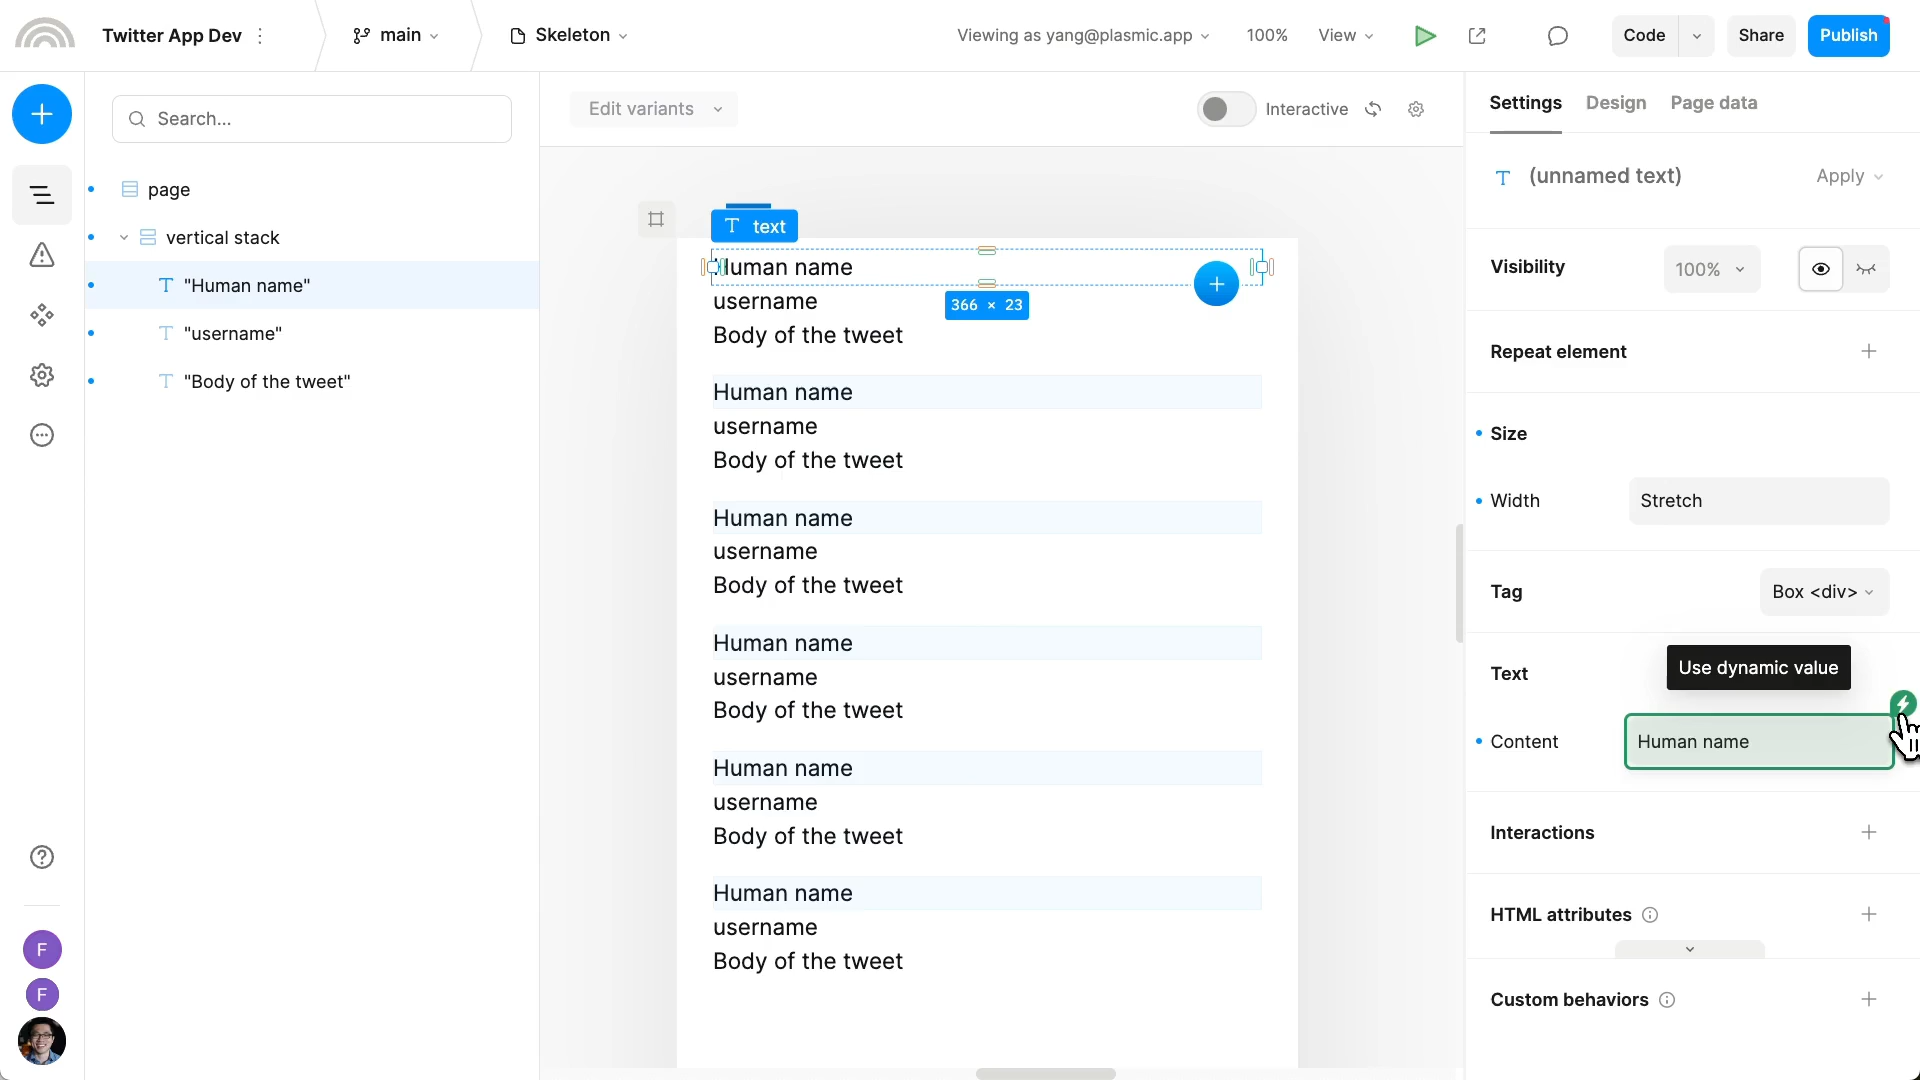 Twitter App Dev
main
Skeleton
Viewing as yang@plasmic.app
100%
View
Code
Share
Publish
Search...
page
vertical stack
T "Human name"
T "username"
T "Body of the tweet"
F
F
Edit variants
Interactive
T text
Human name
366 × 23
username
Body of the tweet
Human name
username
Body of the tweet
Human name
username
Body of the tweet
Human name
username
Body of the tweet
Human name
username
Body of the tweet
Human name
username
Body of the tweet
Settings
Design
Page data
T (unnamed text)
Apply
Visibility
100%
Repeat element
Size
Width
Stretch
Tag
Box <div>
Text
Use dynamic value
Content
Human name
Interactions
HTML attributes
Custom behaviors